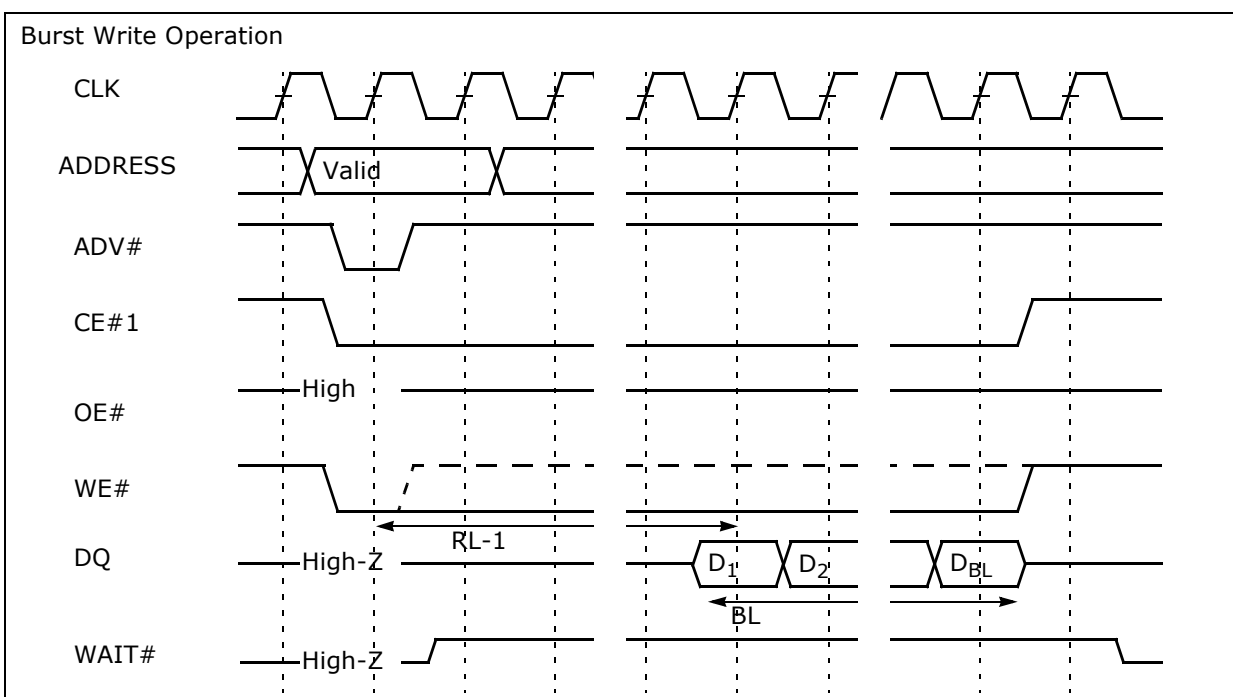 Burst Write Operation
CLK
ADDRESS
Valid
ADV#
CE#1
OE#
High
WE#
RL-1
DQ
High-Z
D1
D2
DBL
BL
WAIT#
High-Z